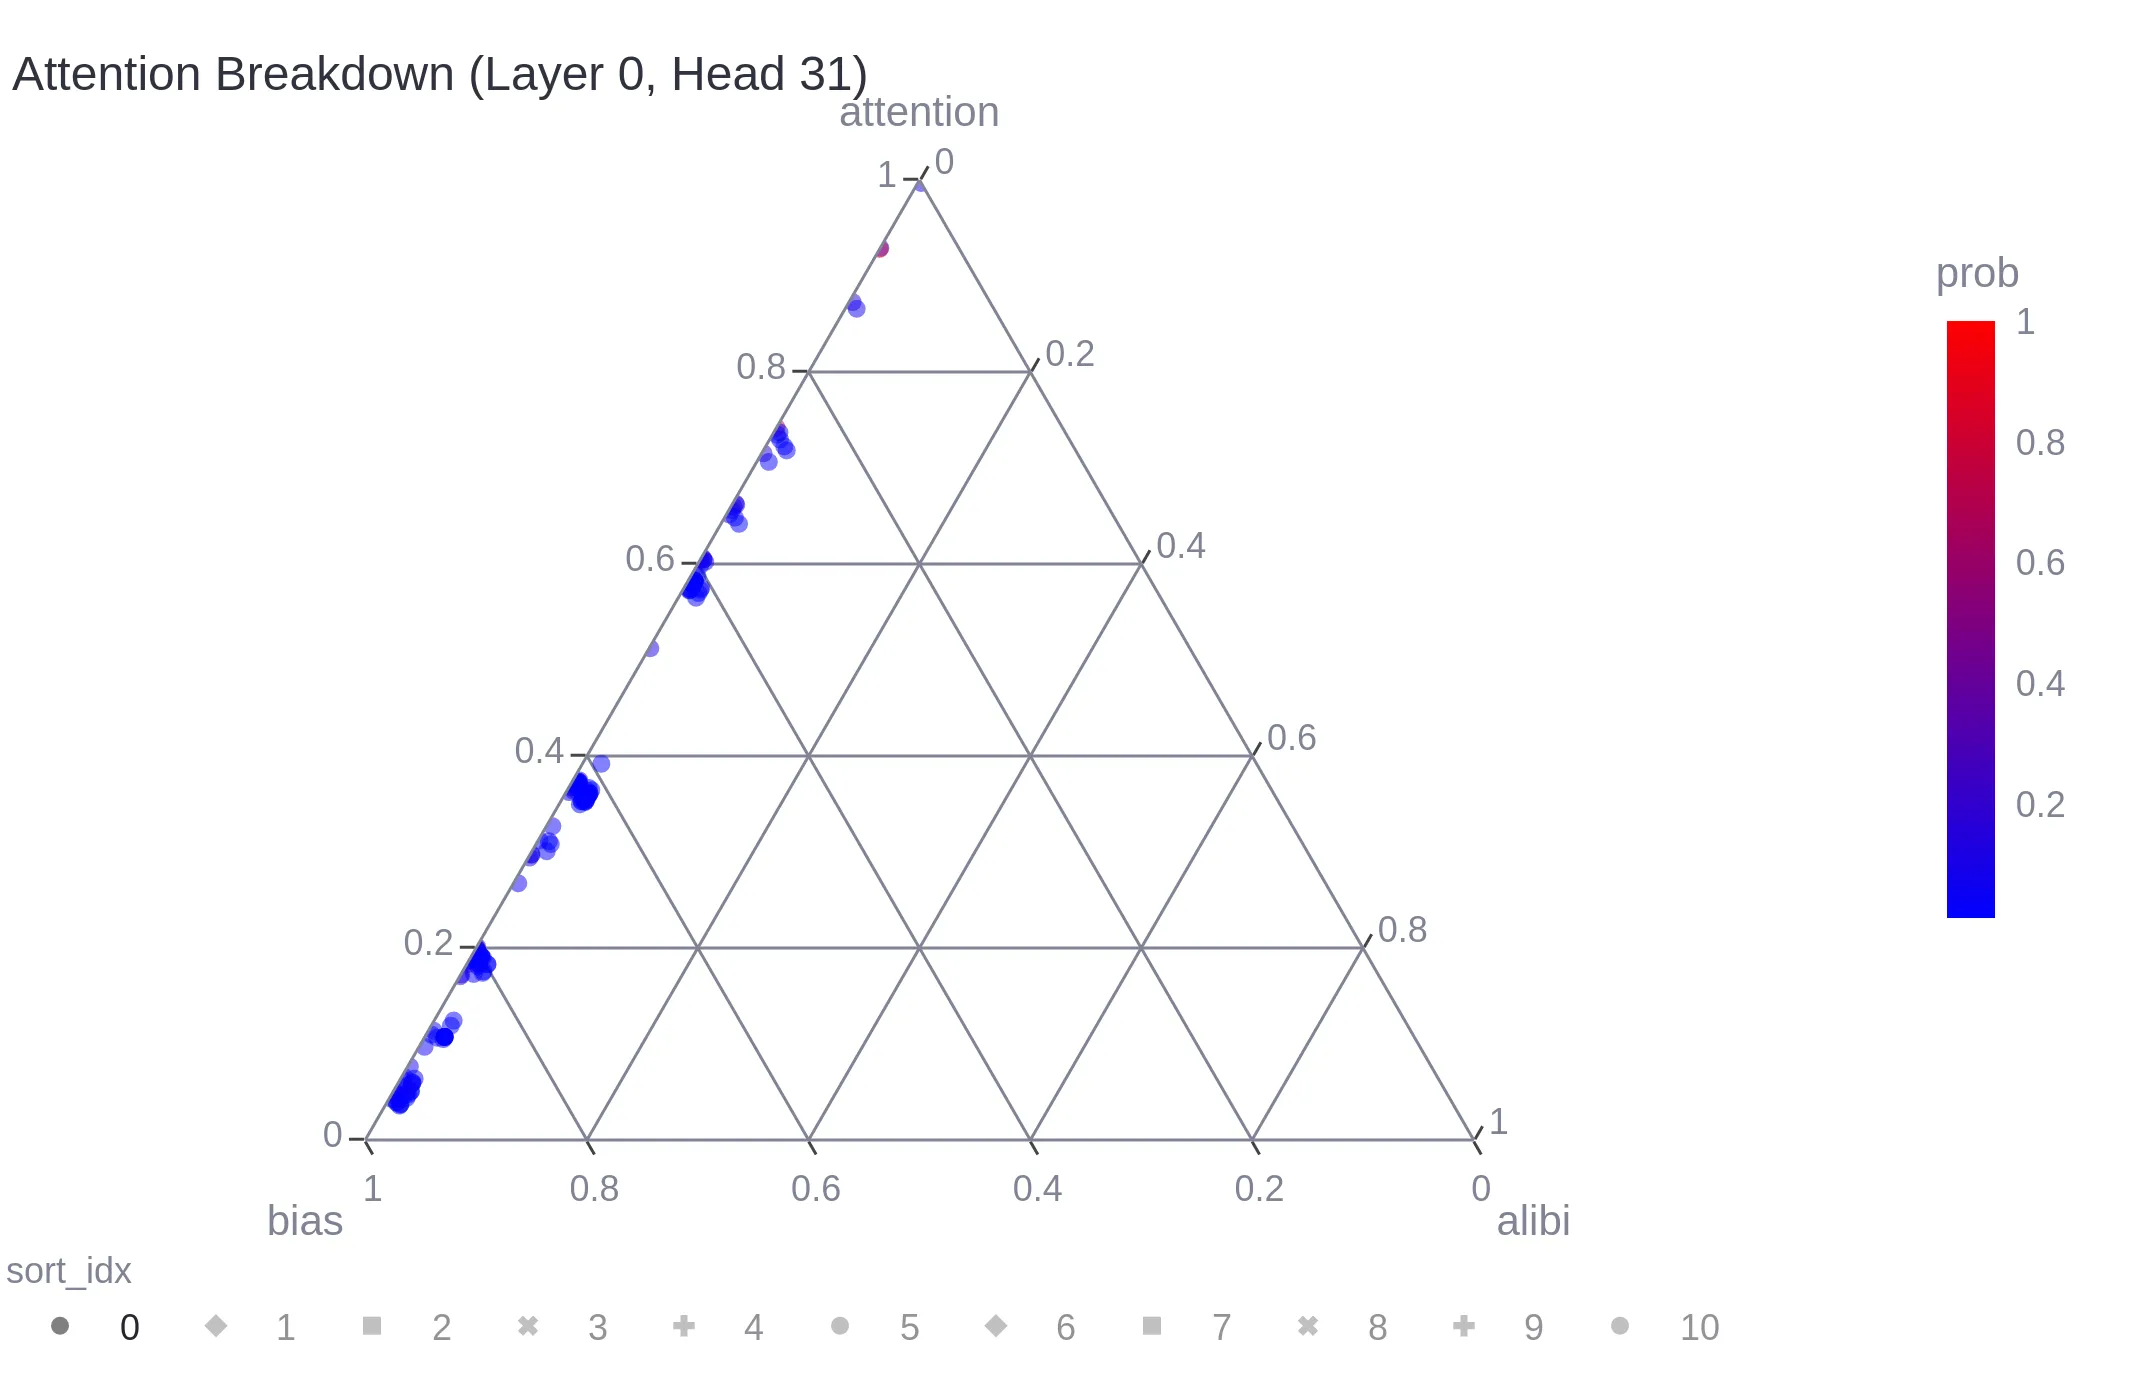 Attention Breakdown (Layer 0, Head 31)
attention
1 0
0.8 0.2
0.6 0.4
0.4 0.6
0.2 0.8
0 1
1 0.8 0.6 0.4 0.2 0
bias alibi
prob
1
0.8
0.6
0.4
0.2
sort_idx
0 1 2 3 4 5 6 7 8 9 10